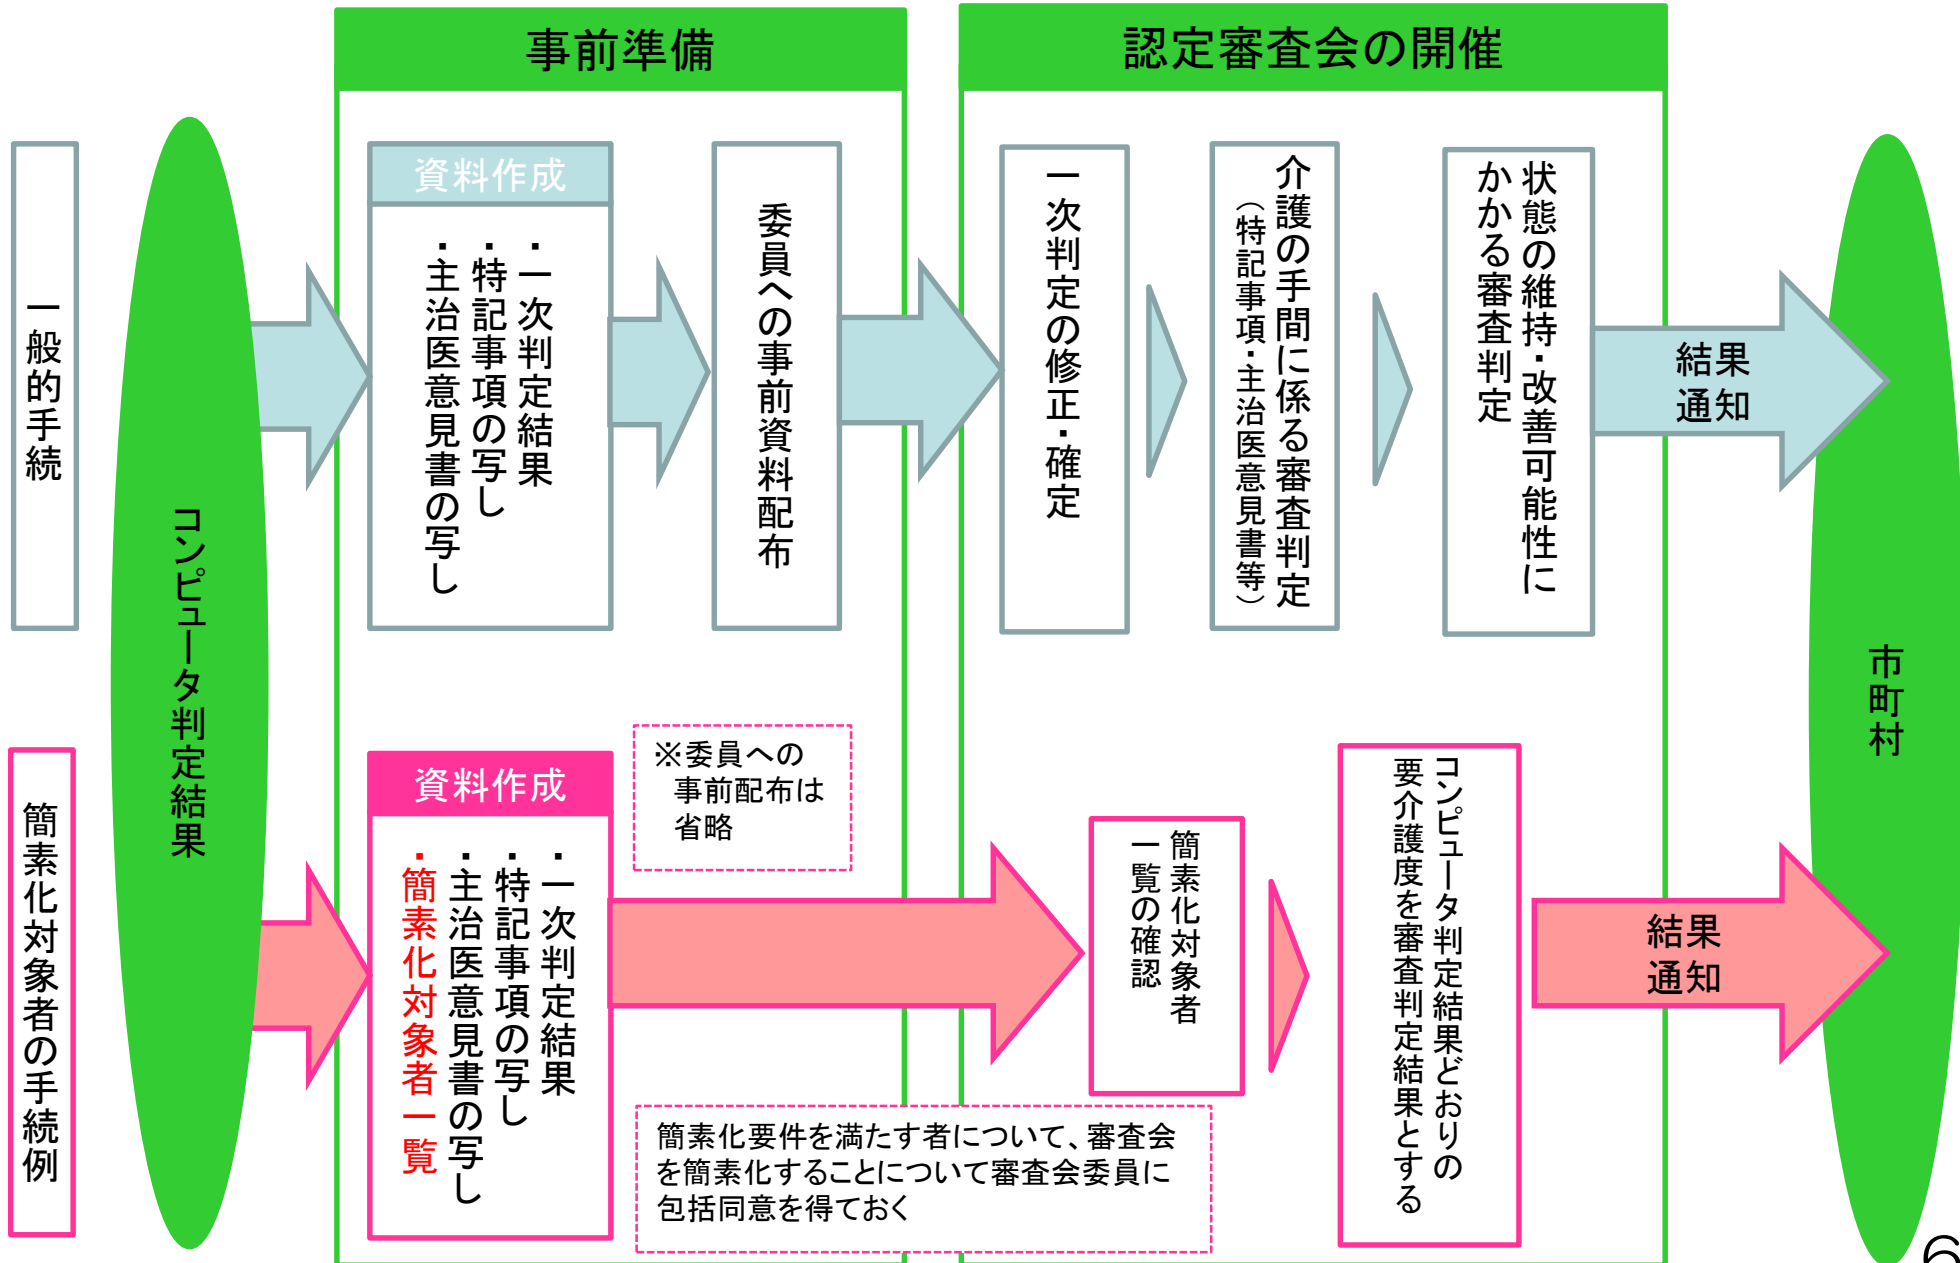 事前準備
認定審査会の開催
一般的手続
コンピュータ判定結果
資料作成
・一次判定結果
・特記事項の写し
・主治医意見書の写し
委員への事前資料配布
一次判定の修正・確定
介護の手間に係る審査判定
（特記事項・主治医意見書等）
状態の維持・改善可能性に
かかる審査判定
結果
通知
市町村
簡素化対象者の手続例
資料作成
・一次判定結果
・特記事項の写し
・主治医意見書の写し
・簡素化対象者一覧
※委員への
事前配布は
省略
簡素化対象者
一覧の確認
コンピュータ判定結果どおりの
要介護度を審査判定結果とする
結果
通知
簡素化要件を満たす者について、審査会
を簡素化することについて審査会委員に
包括同意を得ておく
6